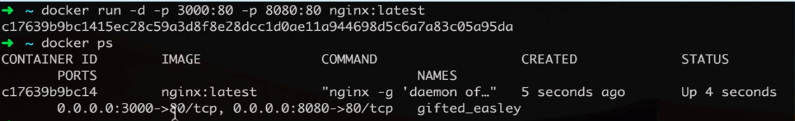 ➜ ~ docker run -d -p 3000:80 -p 8080:80 nginx:latest
c17639b9bc1415ec28c59a3d8f8e28dcc1d0ae11a944698d5c6a7a83c05a95da
➜ ~ docker ps
CONTAINER ID IMAGE COMMAND CREATED STATUS
PORTS NAMES
c17639b9bc14 nginx:latest "nginx -g 'daemon of…" 5 seconds ago Up 4 seconds
0.0.0.0:3000->80/tcp, 0.0.0.0:8080->80/tcp gifted_easley